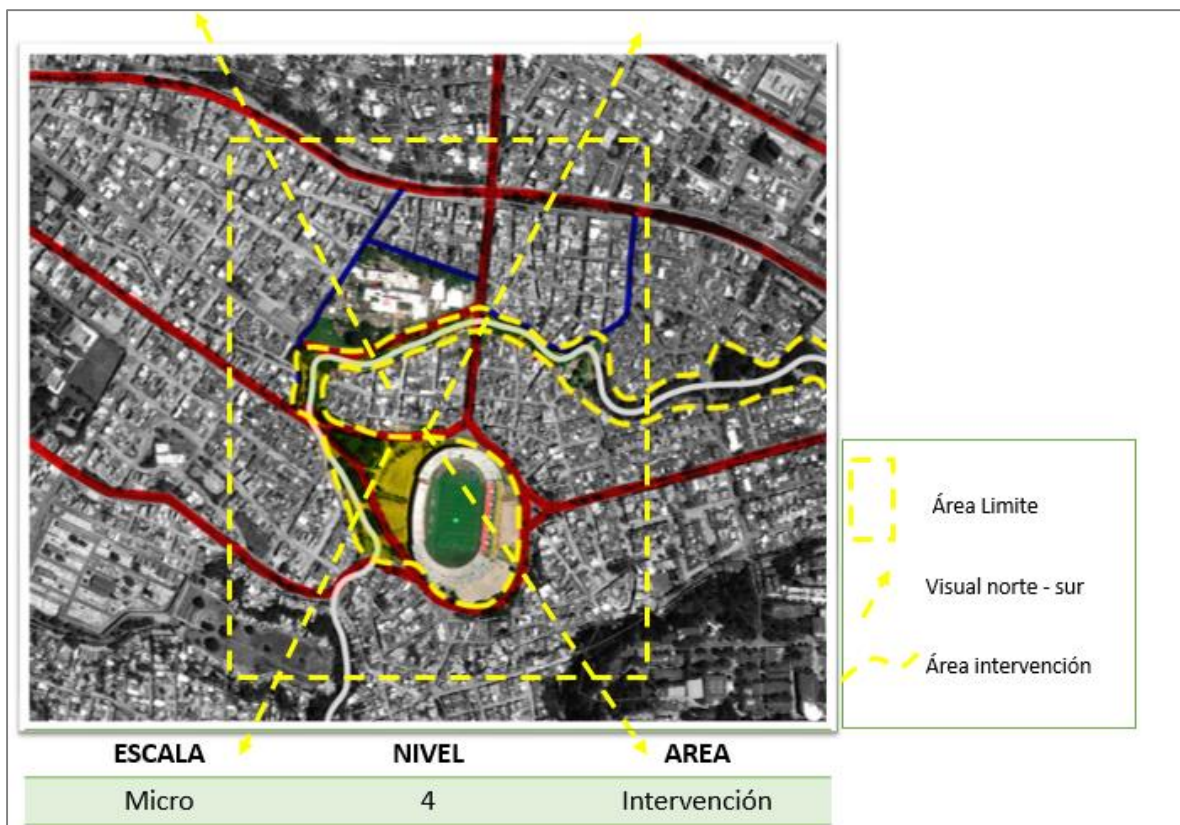 Área Limite
Visual norte - sur
Área intervención
ESCALA NIVEL AREA
Micro 4 Intervención